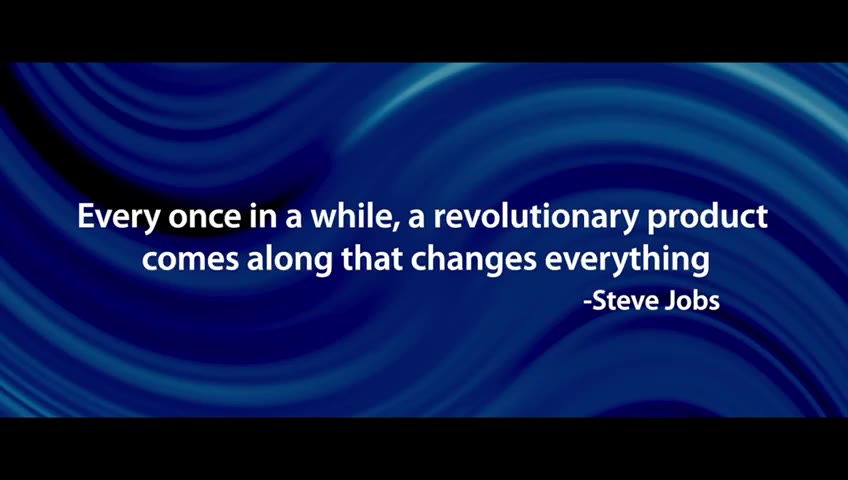 Every once in a while, a revolutionary product
comes along that changes everything
-Steve Jobs